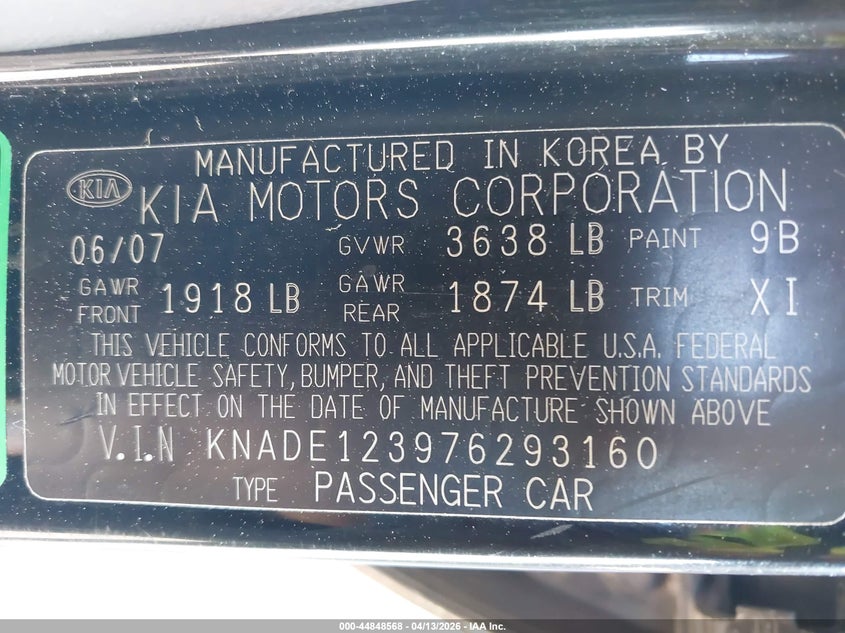 MANUFACTURED IN KOREA BY
KIA KIA MOTORS CORPORATION
06/07 GVWR 3638 LB PAINT 9B
GAWR FRONT 1918 LB GAWR REAR 1874 LB TRIM XI
THIS VEHICLE CONFORMS TO ALL APPLICABLE U.S.A. FEDERAL
MOTOR VEHICLE SAFETY, BUMPER, AND THEFT PREVENTION STANDARDS
IN EFFECT ON THE DATE OF MANUFACTURE SHOWN ABOVE
V.I.N KNADE123976293160
TYPE PASSENGER CAR
000-44848568 — 04/13/2026 — IAA Inc.